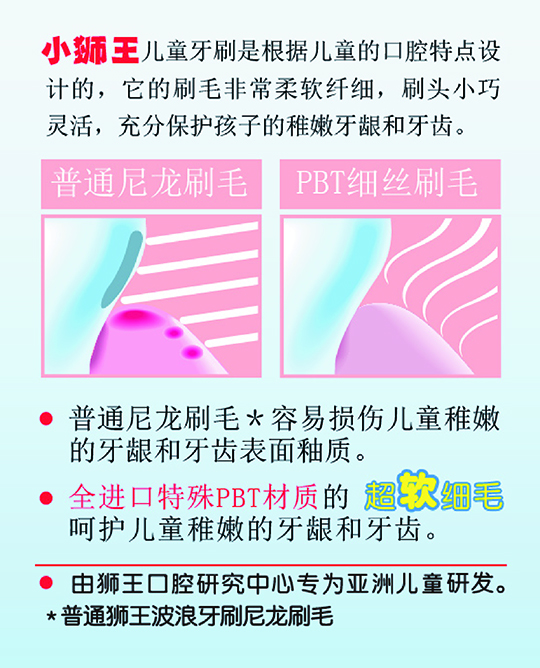 小狮王儿童牙刷是根据儿童的口腔特点设
计的，它的刷毛非常柔软纤细，刷头小巧
灵活，充分保护孩子的稚嫩牙龈和牙齿。
普通尼龙刷毛
PBT细丝刷毛
● 普通尼龙刷毛＊容易损伤儿童稚嫩
的牙龈和牙齿表面釉质。
● 全进口特殊PBT材质的 超软细毛
呵护儿童稚嫩的牙龈和牙齿。
● 由狮王口腔研究中心专为亚洲儿童研发。
＊普通狮王波浪牙刷尼龙刷毛